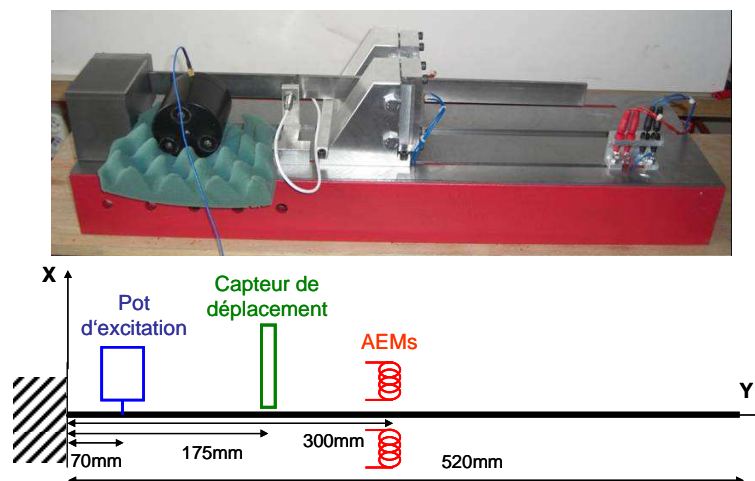 X
Capteur de
déplacement
Pot
d‘excitation
AEMs
Y
300mm
175mm
70mm
520mm